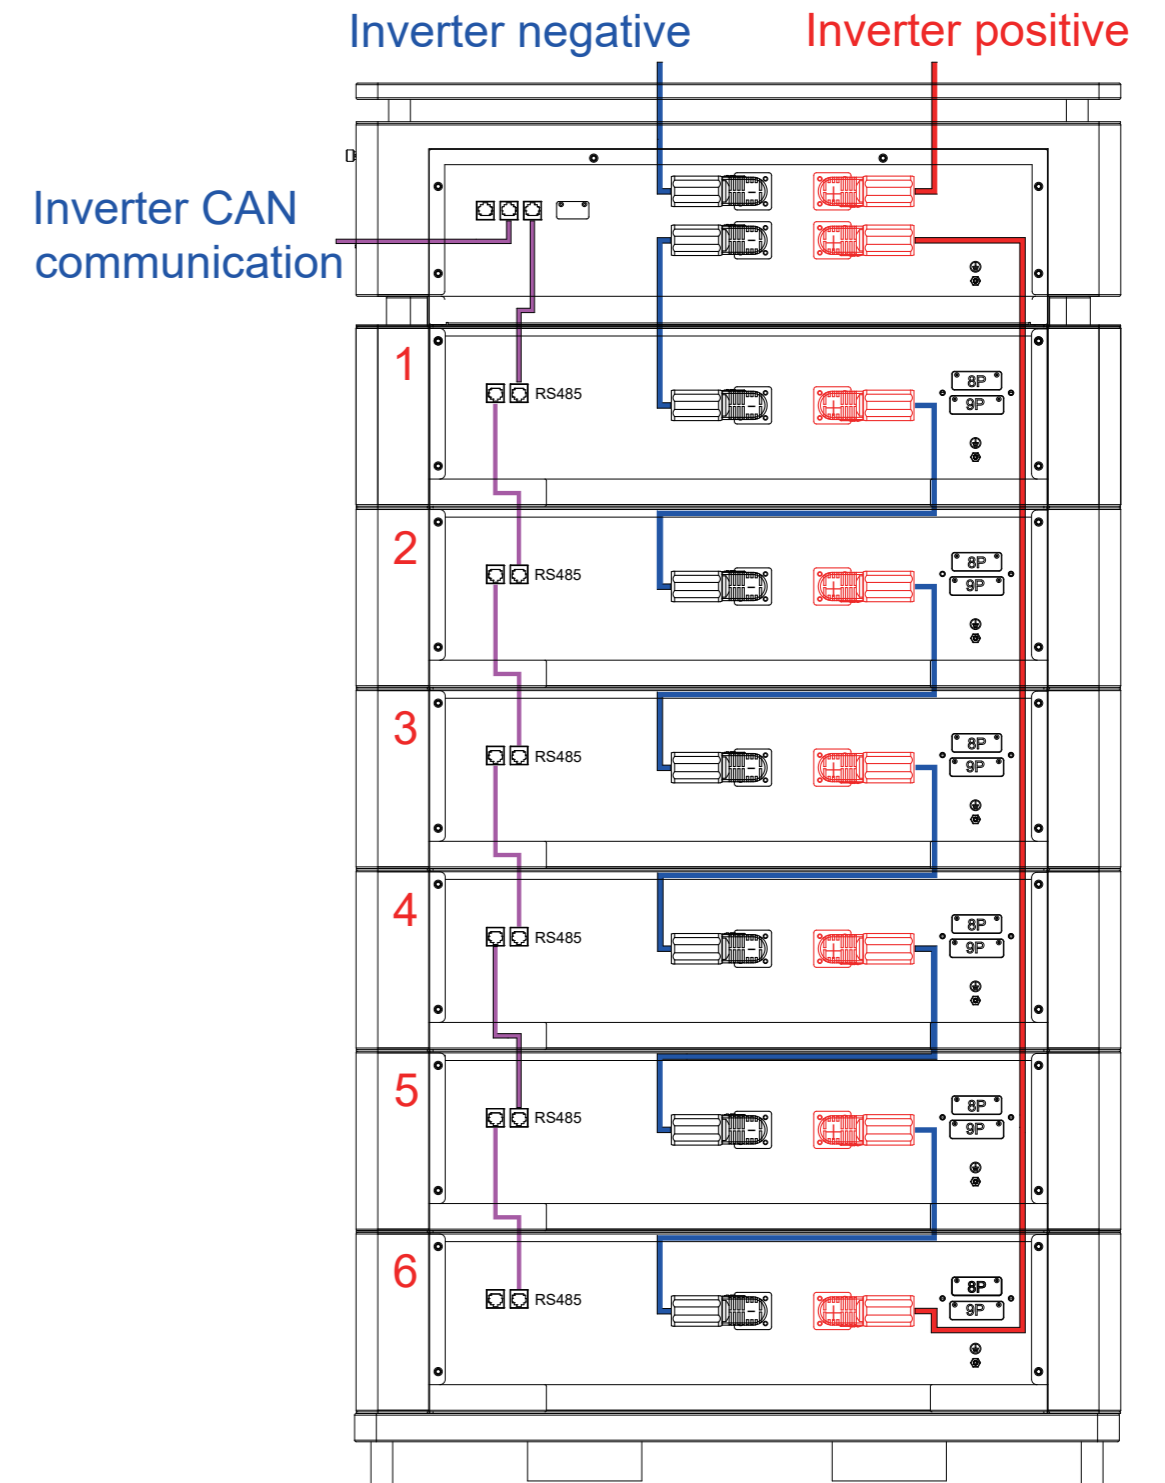 Inverter negative
Inverter positive
Inverter CAN
communication
1
RS485
8P
9P
2
RS485
8P
9P
3
RS485
8P
9P
4
RS485
8P
9P
5
RS485
8P
9P
6
RS485
8P
9P